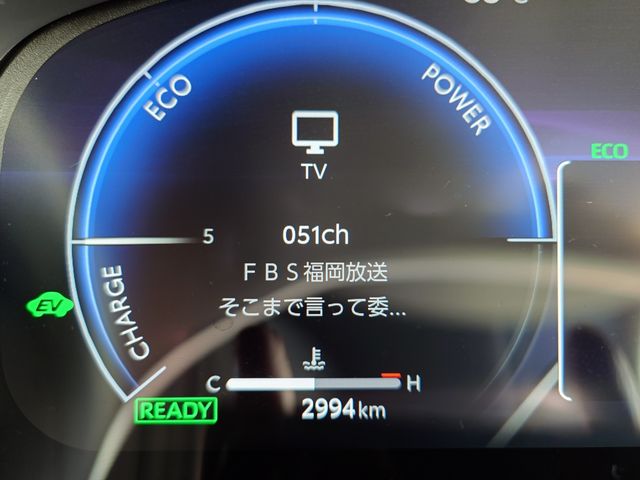 ECO
POWER
TV
ECO
5
051ch
ＦＢＳ福岡放送
EV
CHARGE
そこまで言って委...
C
H
READY
2994km